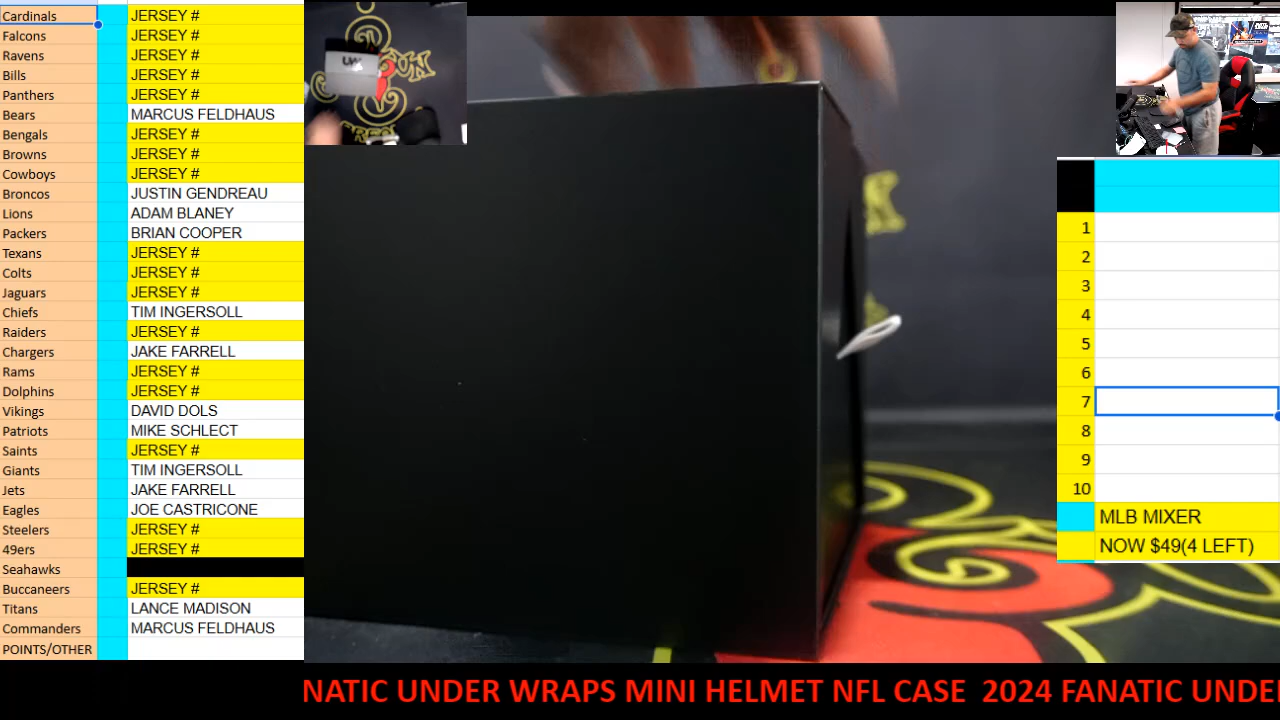 Cardinals JERSEY #
Falcons JERSEY #
Ravens JERSEY #
Bills JERSEY #
Panthers JERSEY #
Bears MARCUS FELDHAUS
Bengals JERSEY #
Browns JERSEY #
Cowboys JERSEY #
Broncos JUSTIN GENDREAU
Lions ADAM BLANEY
Packers BRIAN COOPER
Texans JERSEY #
Colts JERSEY #
Jaguars JERSEY #
Chiefs TIM INGERSOLL
Raiders JERSEY #
Chargers JAKE FARRELL
Rams JERSEY #
Dolphins JERSEY #
Vikings DAVID DOLS
Patriots MIKE SCHLECT
Saints JERSEY #
Giants TIM INGERSOLL
Jets JAKE FARRELL
Eagles JOE CASTRICONE
Steelers JERSEY #
49ers JERSEY #
Seahawks
Buccaneers JERSEY #
Titans LANCE MADISON
Commanders MARCUS FELDHAUS
POINTS/OTHER
1
2
3
4
5
6
7
8
9
10
MLB MIXER
NOW $49(4 LEFT)
NATIC UNDER WRAPS MINI HELMET NFL CASE 2024 FANATIC UNDE